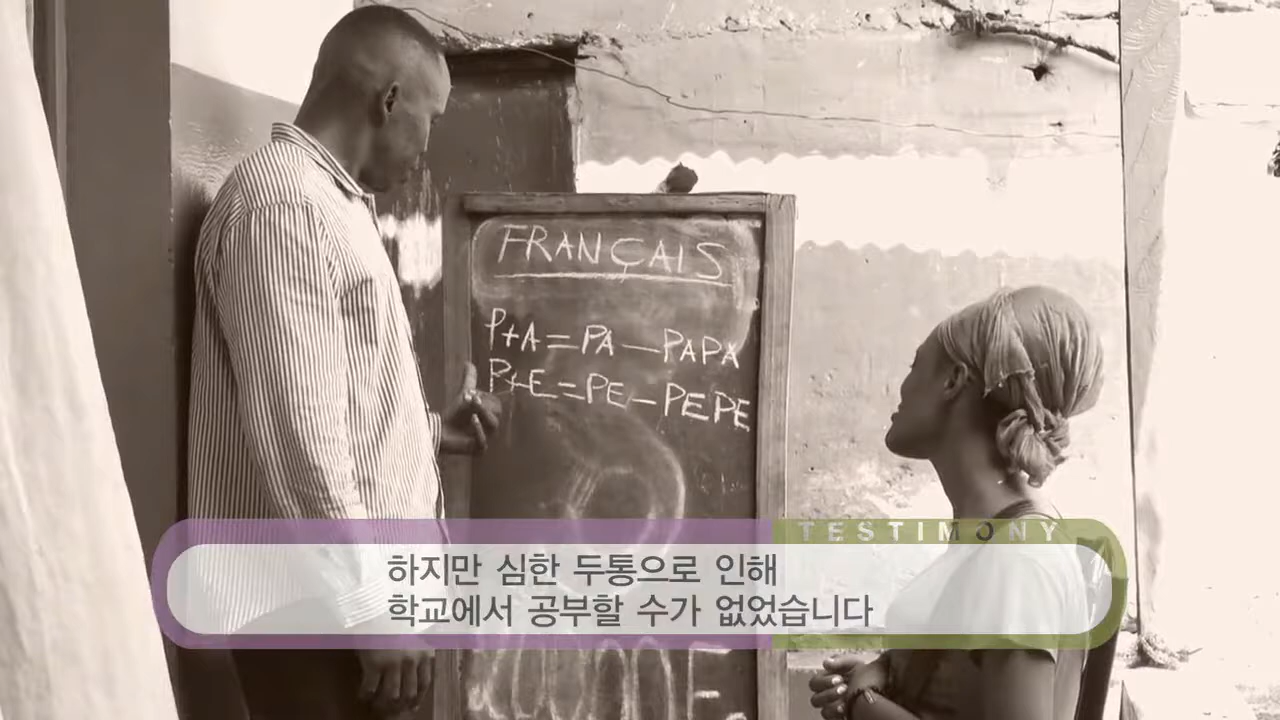 FRANÇAIS
P+A=PA—PAPA
P+E=PE—PEPE
TESTIMONY
하지만 심한 두통으로 인해
학교에서 공부할 수가 없었습니다